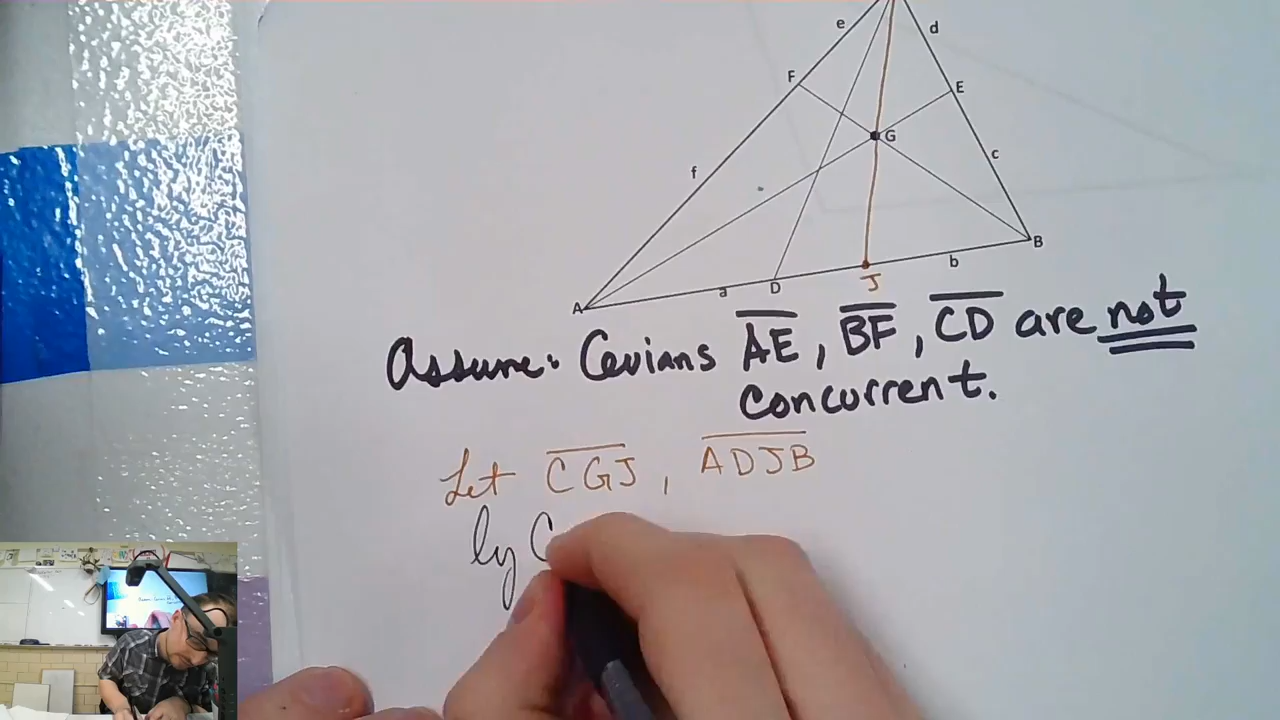 e
d
F
E
G
f
c
B
b
J
D
a
A
Assume: Cevians AE, BF, CD are not
concurrent.
Let CGJ, ADJB
by C